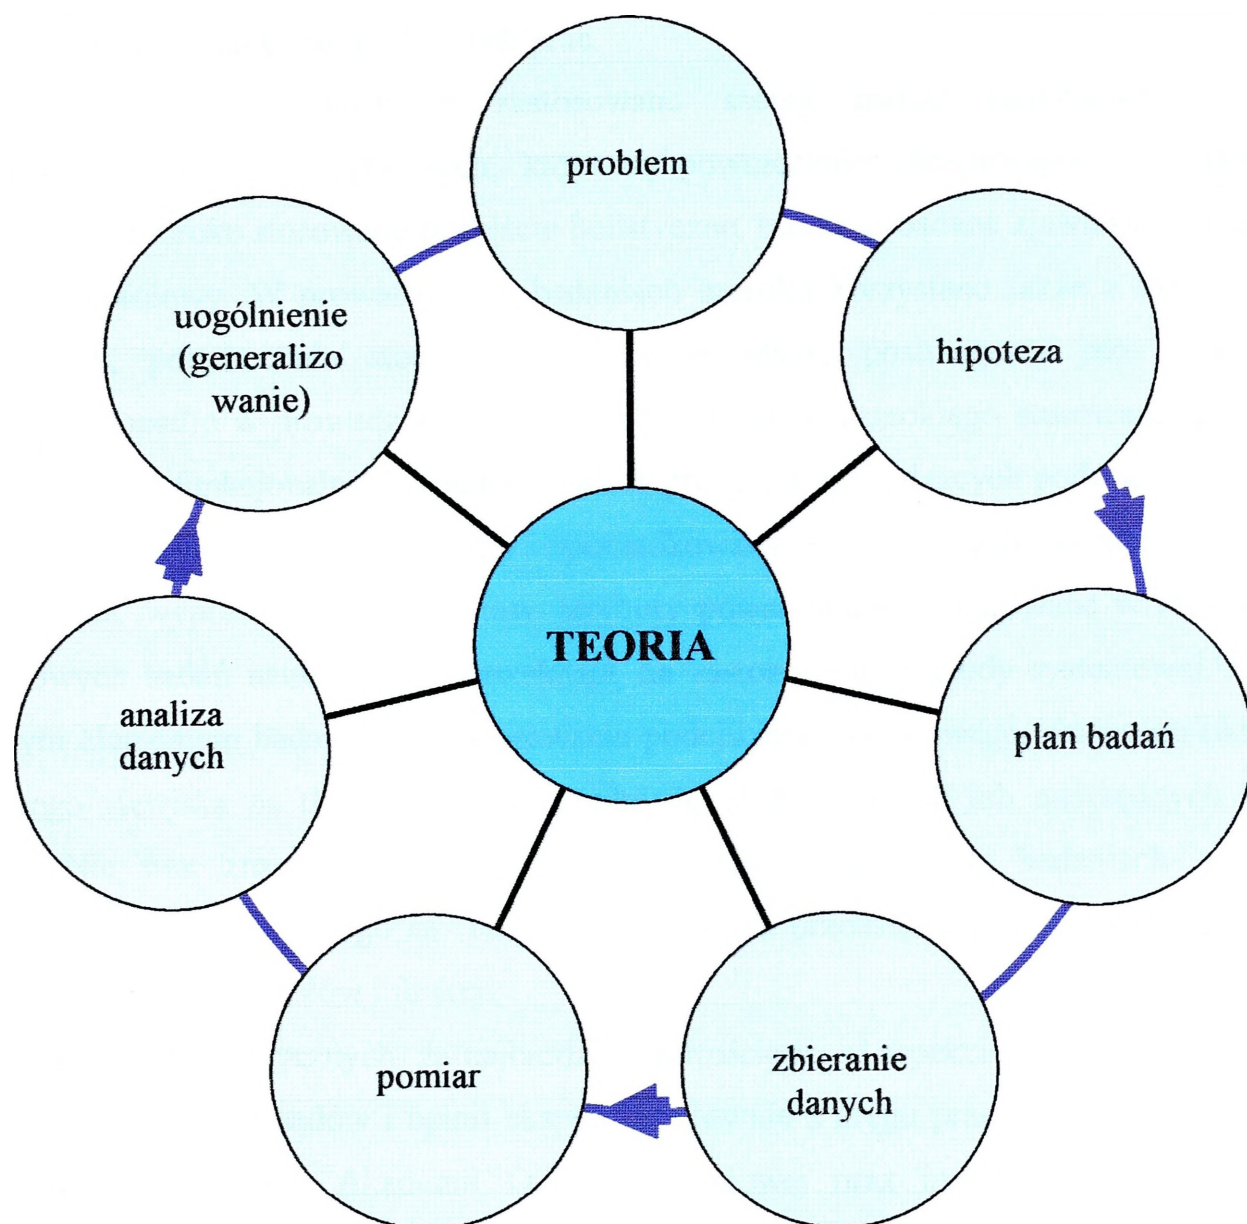 problem
hipoteza
plan badań
zbieranie
danych
pomiar
analiza
danych
uogólnienie
(generalizo
wanie)
TEORIA